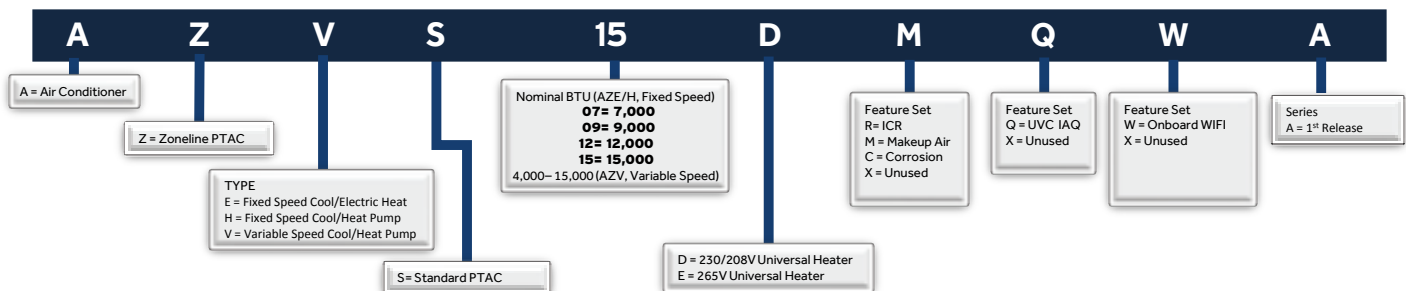 A Z V S 15 D M Q W A
A = Air Conditioner
Z = Zoneline PTAC
TYPE
E = Fixed Speed Cool/Electric Heat
H = Fixed Speed Cool/Heat Pump
V = Variable Speed Cool/Heat Pump
S= Standard PTAC
Nominal BTU (AZE/H, Fixed Speed)
07= 7,000
09= 9,000
12= 12,000
15= 15,000
4,000– 15,000 (AZV, Variable Speed)
D = 230/208V Universal Heater
E = 265V Universal Heater
Feature Set
R= ICR
M = Makeup Air
C = Corrosion
X = Unused
Feature Set
Q = UVC IAQ
X = Unused
Feature Set
W = Onboard WIFI
X = Unused
Series
A = 1st Release